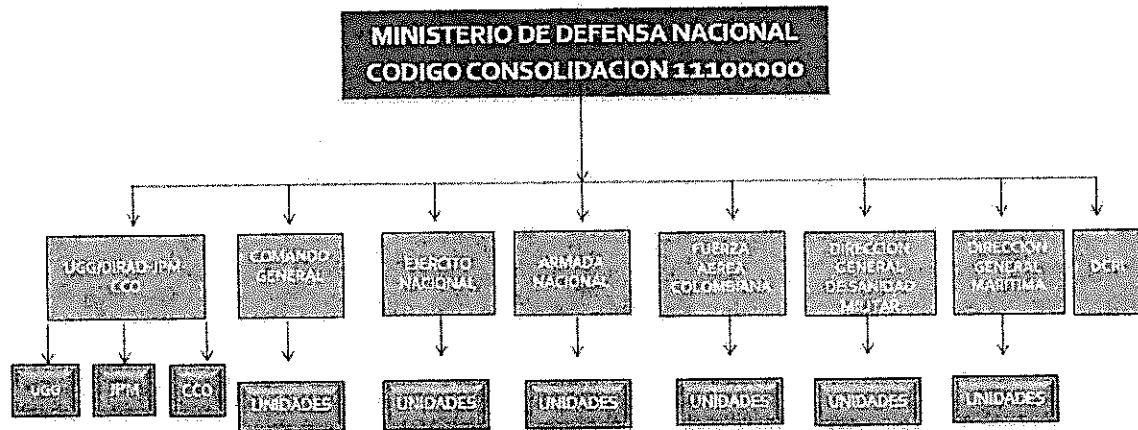 MINISTERIO DE DEFENSA NACIONAL
CODIGO CONSOLIDACION 11100000
UGG/DIRAD-JPM-
CCO
COMANDO
GENERAL
EJERCITO
NACIONAL
ARMADA
NACIONAL
FUERZA
AEREA
COLOMBIANA
DIRECCION
GENERAL
DE SANIDAD
MILITAR
DIRECCION
GENERAL
MARITIMA
UGG
JPM
CCO
UNIDADES
UNIDADES
UNIDADES
UNIDADES
UNIDADES
UNIDADES